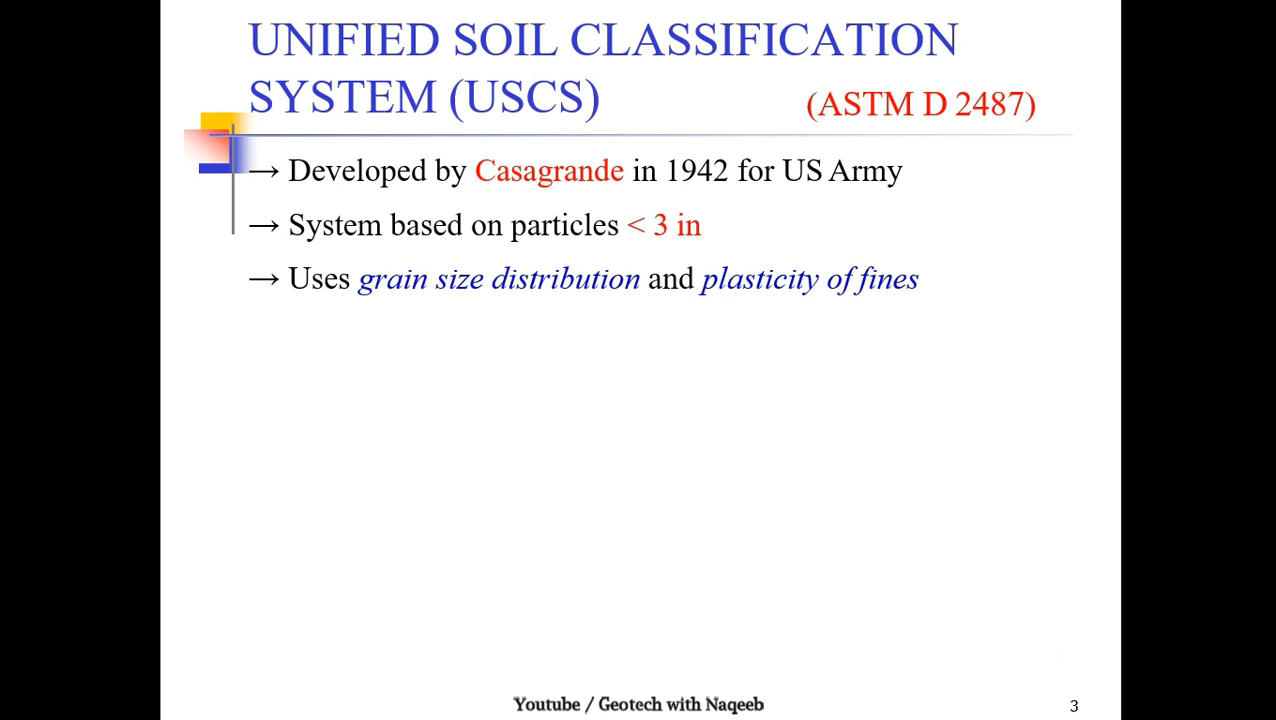 UNIFIED SOIL CLASSIFICATION
SYSTEM (USCS) (ASTM D 2487)
→ Developed by Casagrande in 1942 for US Army
→ System based on particles < 3 in
→ Uses grain size distribution and plasticity of fines
Youtube / Geotech with Naqeeb
3